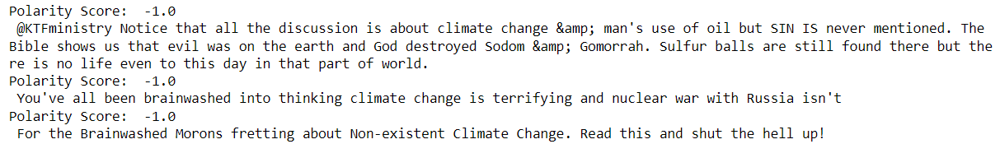 Polarity Score:  -1.0
 @KTFministry Notice that all the discussion is about climate change &amp; man's use of oil but SIN IS never mentioned. The
Bible shows us that evil was on the earth and God destroyed Sodom &amp; Gomorrah. Sulfur balls are still found there but the
re is no life even to this day in that part of world.
Polarity Score:  -1.0
 You've all been brainwashed into thinking climate change is terrifying and nuclear war with Russia isn't
Polarity Score:  -1.0
 For the Brainwashed Morons fretting about Non-existent Climate Change. Read this and shut the hell up!